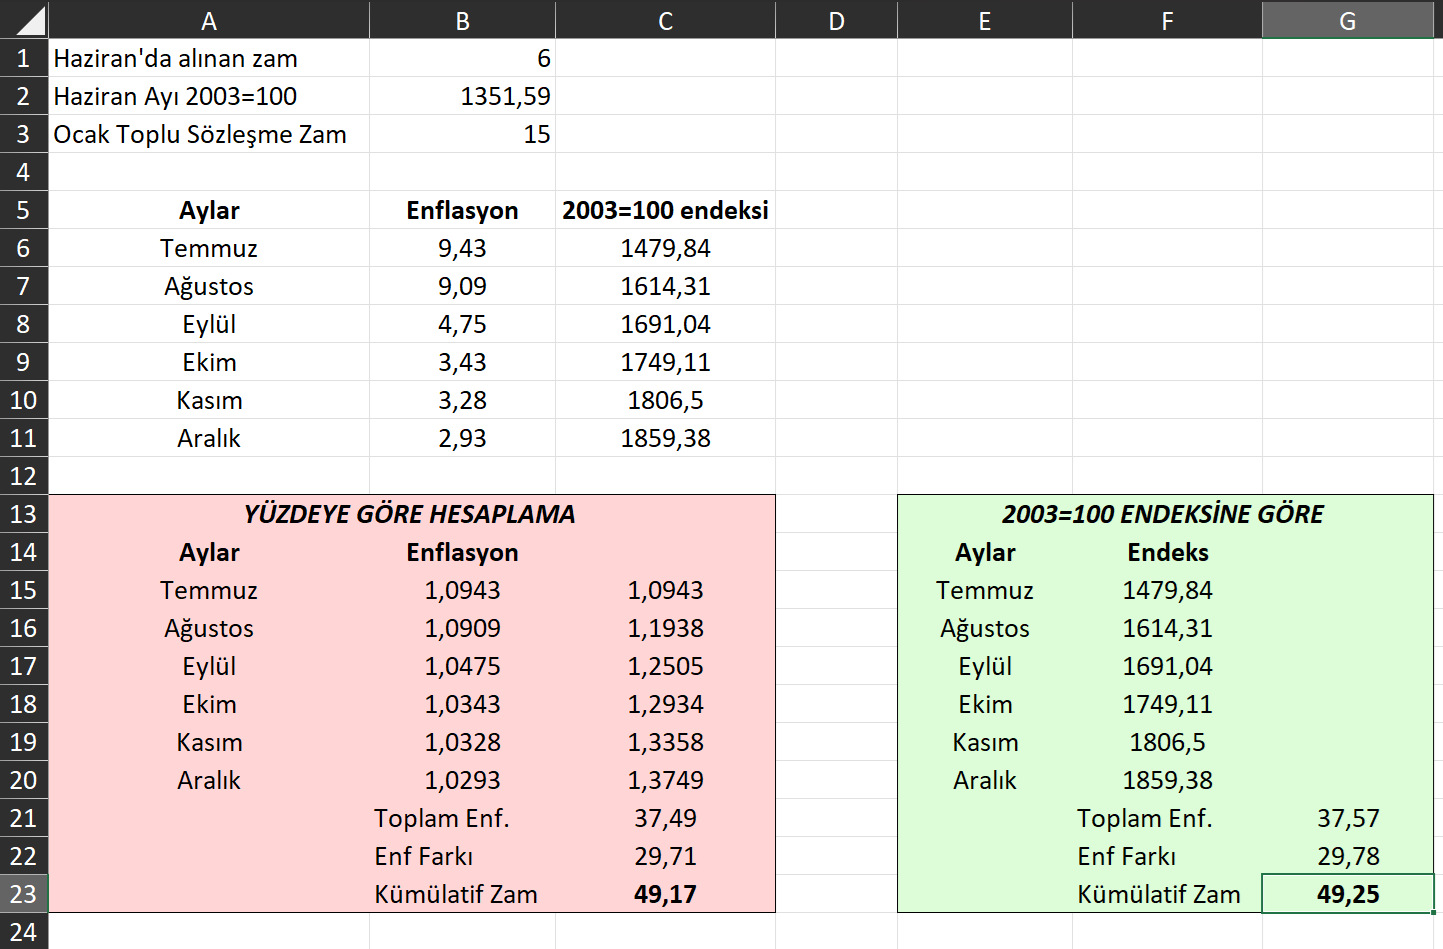 A B C D E F G
1 Haziran'da alınan zam 6
2 Haziran Ayı 2003=100 1351,59
3 Ocak Toplu Sözleşme Zam 15
4
5 Aylar Enflasyon 2003=100 endeksi
6 Temmuz 9,43 1479,84
7 Ağustos 9,09 1614,31
8 Eylül 4,75 1691,04
9 Ekim 3,43 1749,11
10 Kasım 3,28 1806,5
11 Aralık 2,93 1859,38
12
13 YÜZDEYE GÖRE HESAPLAMA 2003=100 ENDEKSİNE GÖRE
14 Aylar Enflasyon Aylar Endeks
15 Temmuz 1,0943 1,0943 Temmuz 1479,84
16 Ağustos 1,0909 1,1938 Ağustos 1614,31
17 Eylül 1,0475 1,2505 Eylül 1691,04
18 Ekim 1,0343 1,2934 Ekim 1749,11
19 Kasım 1,0328 1,3358 Kasım 1806,5
20 Aralık 1,0293 1,3749 Aralık 1859,38
21 Toplam Enf. 37,49 Toplam Enf. 37,57
22 Enf Farkı 29,71 Enf Farkı 29,78
23 Kümülatif Zam 49,17 Kümülatif Zam 49,25
24